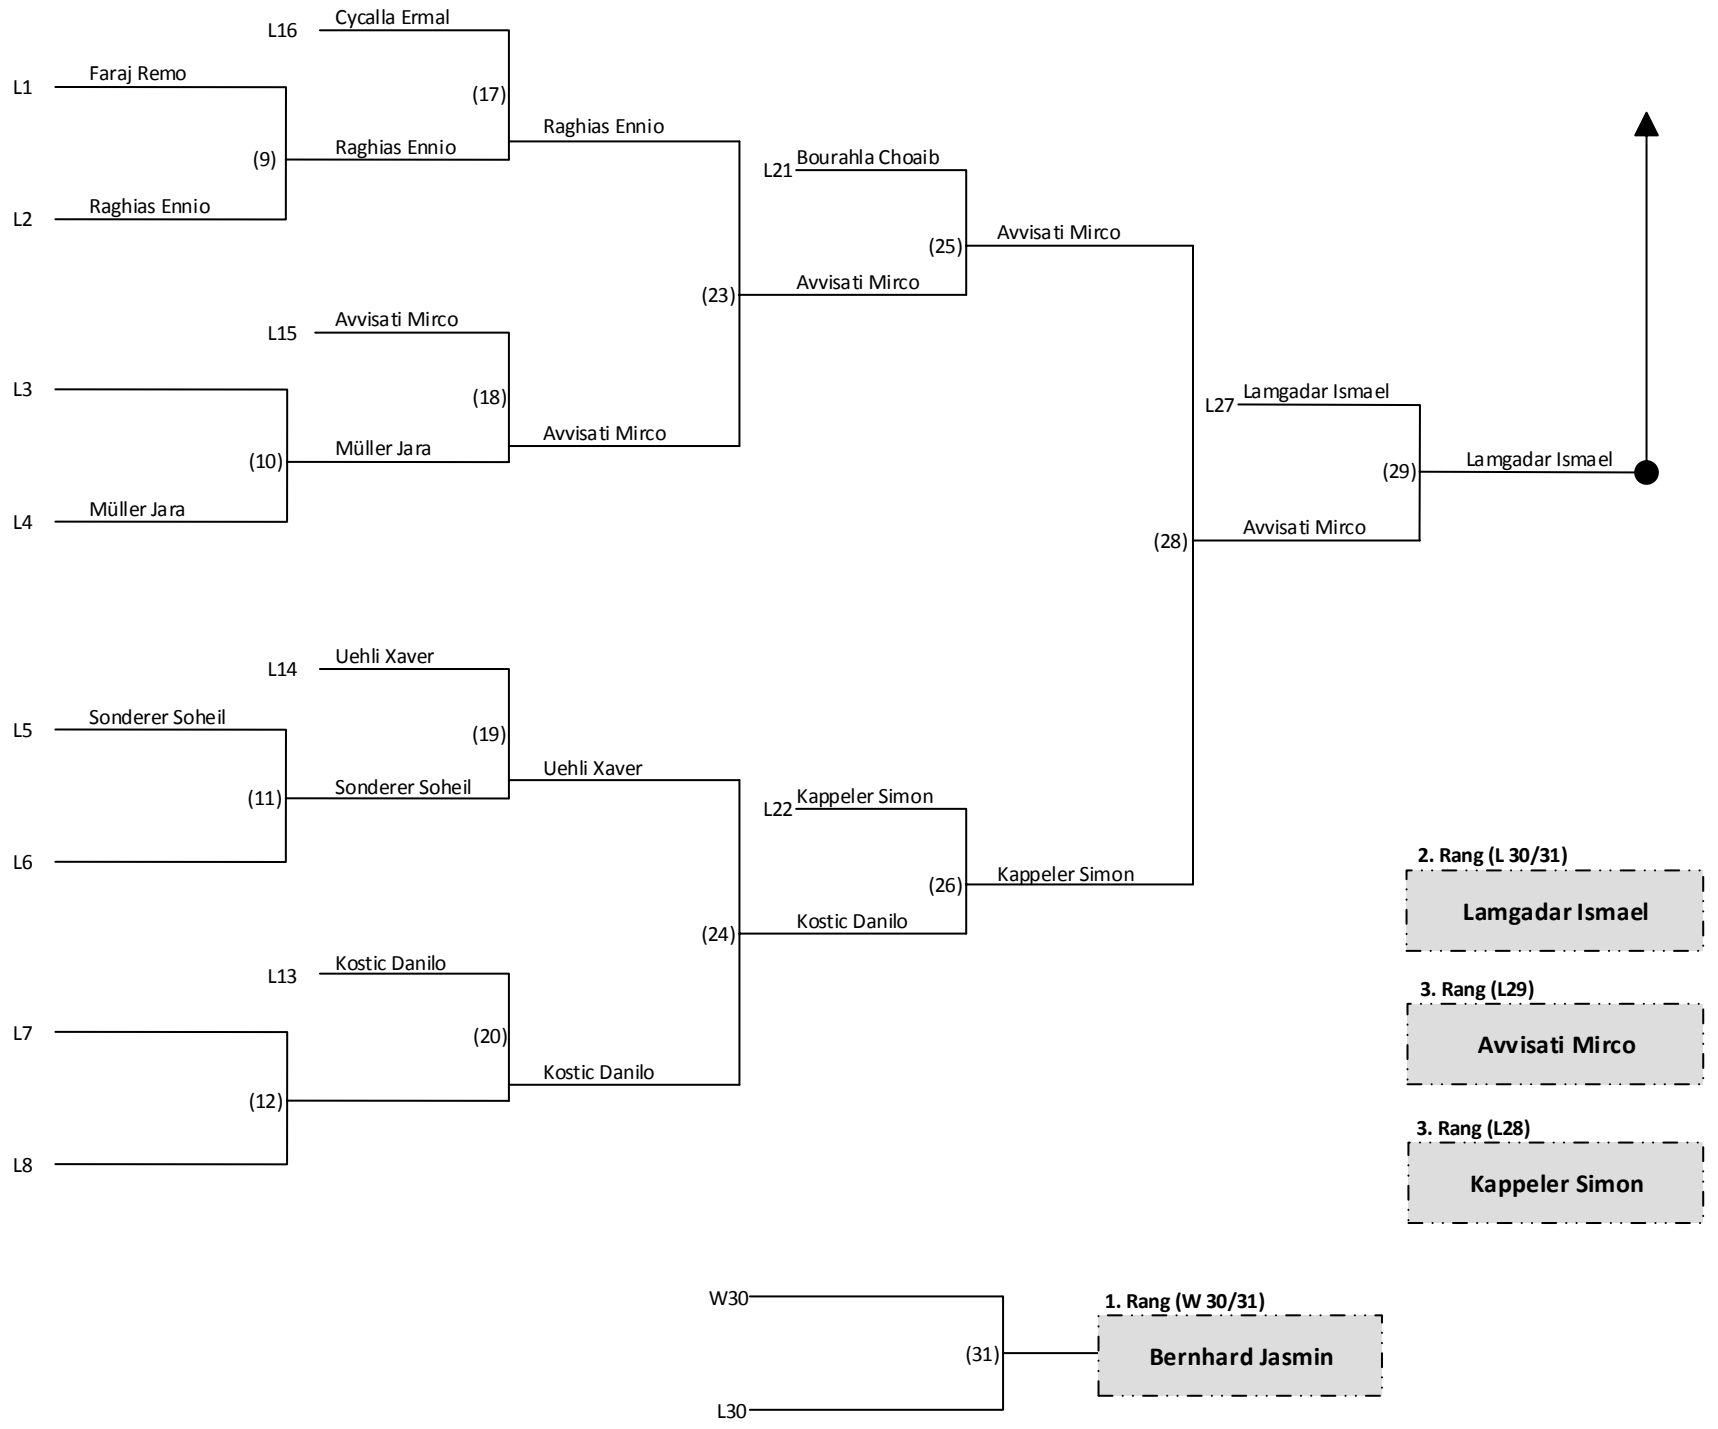 Cycalla Ermal
L16
Faraj Remo
L1
(17)
Raghias Ennio
Raghias Ennio
(9)
Bourahla Choaib
L21
Raghias Ennio
L2
Avvisati Mirco
(25)
Avvisati Mirco
(23)
Avvisati Mirco
L15
L3
(18)
Lamgadar Ismael
L27
Avvisati Mirco
Müller Jara
(10)
Lamgadar Ismael
(29)
Müller Jara
L4
Avvisati Mirco
(28)
Uehli Xaver
L14
Sonderer Soheil
L5
(19)
Uehli Xaver
Sonderer Soheil
(11)
Kappeler Simon
L22
L6
2. Rang (L 30/31)
Kappeler Simon
(26)
Lamgadar Ismael
Kostic Danilo
(24)
Kostic Danilo
L13
3. Rang (L29)
L7
(20)
Avvisati Mirco
Kostic Danilo
(12)
3. Rang (L28)
L8
Kappeler Simon
W30
1. Rang (W 30/31)
(31)
Bernhard Jasmin
L30